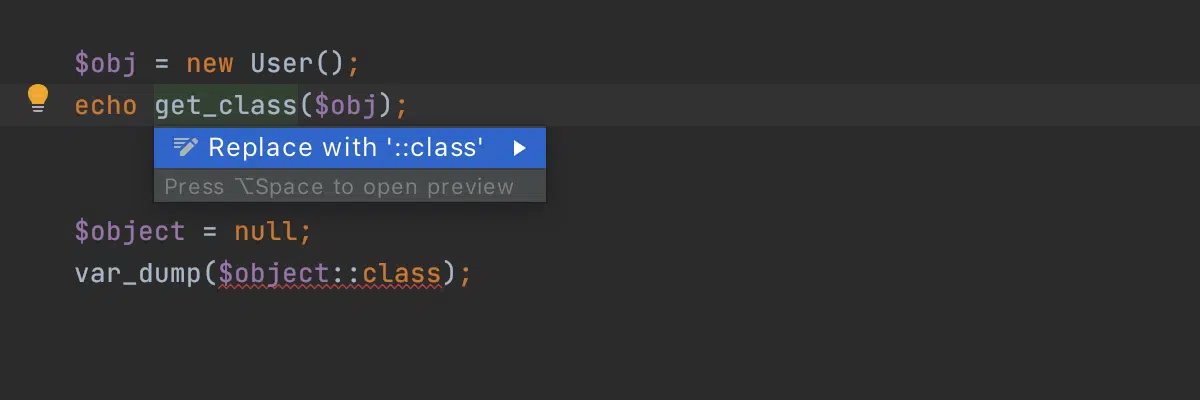 $obj = new User();
echo get_class($obj);
Replace with '::class'
Press ⌥Space to open preview
$object = null;
var_dump($object::class);